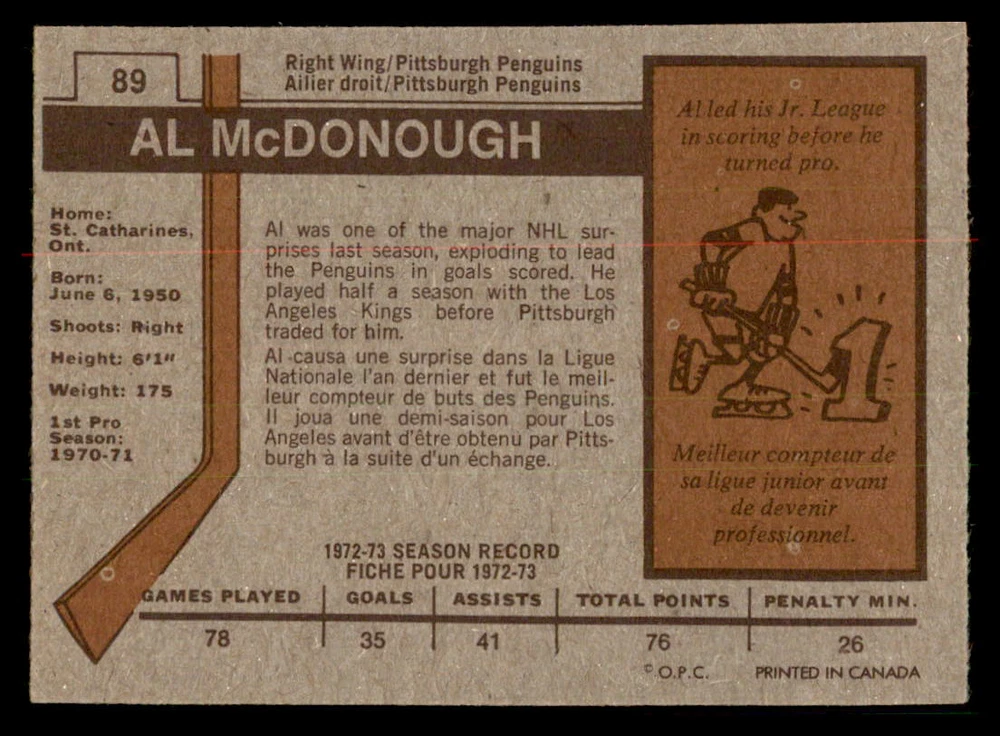 89
Right Wing/Pittsburgh Penguins
Ailier droit/Pittsburgh Penguins
AL McDONOUGH
Home:
St. Catharines,
Ont.
Born:
June 6, 1950
Shoots: Right
Height: 6'1"
Weight: 175
1st Pro
Season:
1970-71
Al was one of the major NHL sur-
prises last season, exploding to lead
the Penguins in goals scored. He
played half a season with the Los
Angeles Kings before Pittsburgh
traded for him.
Al causa une surprise dans la Ligue
Nationale l'an dernier et fut le meil-
leur compteur de buts des Penguins.
Il joua une demi-saison pour Los
Angeles avant d'être obtenu par Pitts-
burgh à la suite d'un échange.
Al led his Jr. League
in scoring before he
turned pro.
1
Meilleur compteur de
sa ligue junior avant
de devenir
professionnel.
1972-73 SEASON RECORD
FICHE POUR 1972-73
GAMES PLAYED GOALS ASSISTS TOTAL POINTS PENALTY MIN.
78 35 41 76 26
© O.P.C. PRINTED IN CANADA